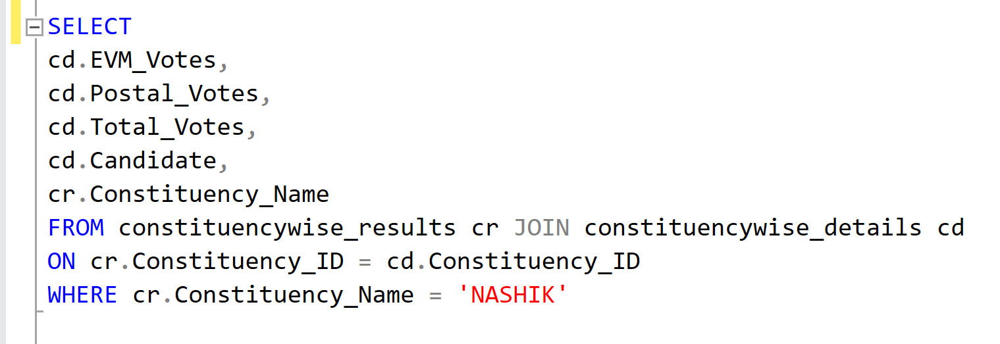 SELECT
cd.EVM_Votes,
cd.Postal_Votes,
cd.Total_Votes,
cd.Candidate,
cr.Constituency_Name
FROM constituencywise_results cr JOIN constituencywise_details cd
ON cr.Constituency_ID = cd.Constituency_ID
WHERE cr.Constituency_Name = 'NASHIK'